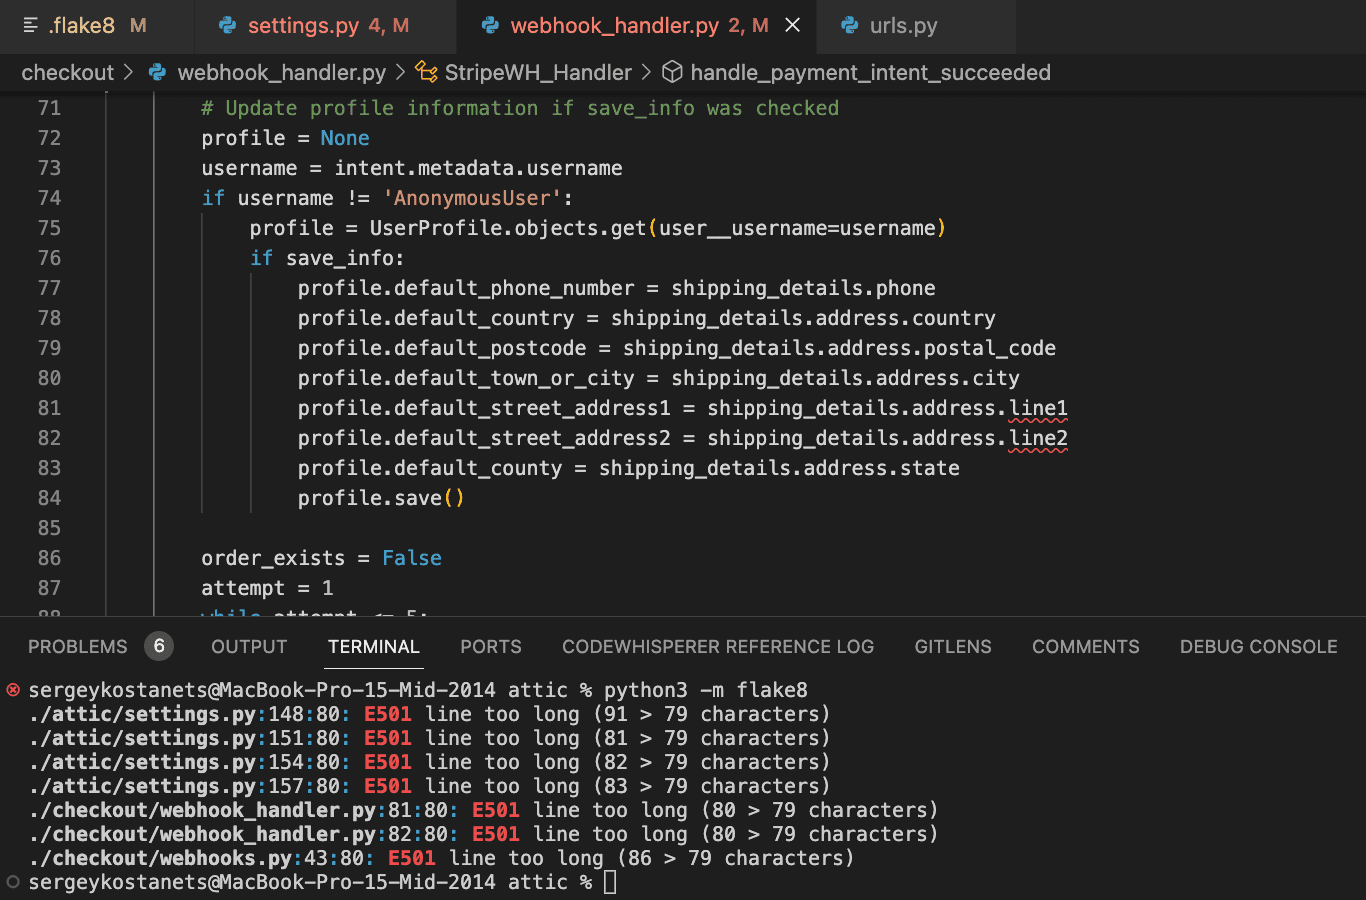 .flake8 M settings.py 4, M webhook_handler.py 2, M urls.py
checkout > webhook_handler.py > StripeWH_Handler > handle_payment_intent_succeeded
71 # Update profile information if save_info was checked
72 profile = None
73 username = intent.metadata.username
74 if username != 'AnonymousUser':
75 profile = UserProfile.objects.get(user__username=username)
76 if save_info:
77 profile.default_phone_number = shipping_details.phone
78 profile.default_country = shipping_details.address.country
79 profile.default_postcode = shipping_details.address.postal_code
80 profile.default_town_or_city = shipping_details.address.city
81 profile.default_street_address1 = shipping_details.address.line1
82 profile.default_street_address2 = shipping_details.address.line2
83 profile.default_county = shipping_details.address.state
84 profile.save()
85
86 order_exists = False
87 attempt = 1
88 while attempt <= 5:
PROBLEMS 6 OUTPUT TERMINAL PORTS CODEWHISPERER REFERENCE LOG GITLENS COMMENTS DEBUG CONSOLE
sergeykostanets@MacBook-Pro-15-Mid-2014 attic % python3 -m flake8
./attic/settings.py:148:80: E501 line too long (91 > 79 characters)
./attic/settings.py:151:80: E501 line too long (81 > 79 characters)
./attic/settings.py:154:80: E501 line too long (82 > 79 characters)
./attic/settings.py:157:80: E501 line too long (83 > 79 characters)
./checkout/webhook_handler.py:81:80: E501 line too long (80 > 79 characters)
./checkout/webhook_handler.py:82:80: E501 line too long (80 > 79 characters)
./checkout/webhooks.py:43:80: E501 line too long (86 > 79 characters)
sergeykostanets@MacBook-Pro-15-Mid-2014 attic %